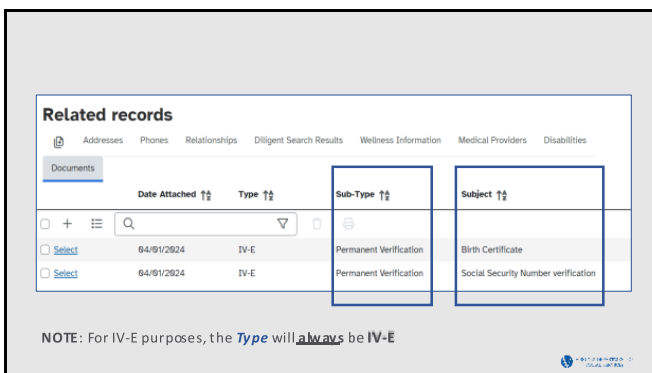 Related records
Addresses Phones Relationships Diligent Search Results Wellness Information Medical Providers Disabilities
Documents
Date Attached Type Sub-Type Subject
Select 04/01/2024 IV-E Permanent Verification Birth Certificate
Select 04/01/2024 IV-E Permanent Verification Social Security Number verification
NOTE: For IV-E purposes, the Type will always be IV-E